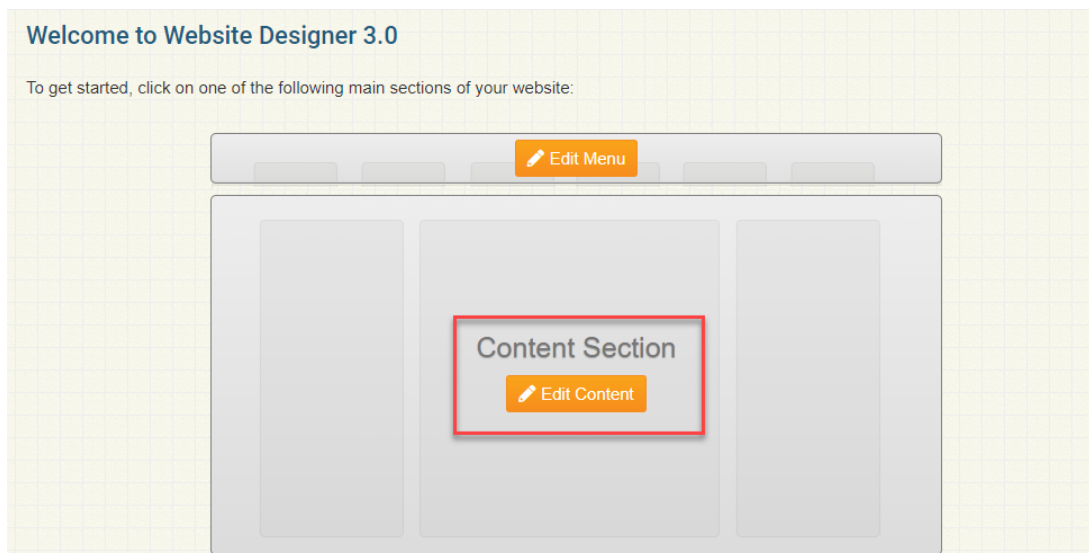 Welcome to Website Designer 3.0
To get started, click on one of the following main sections of your website:
Edit Menu
Content Section
Edit Content